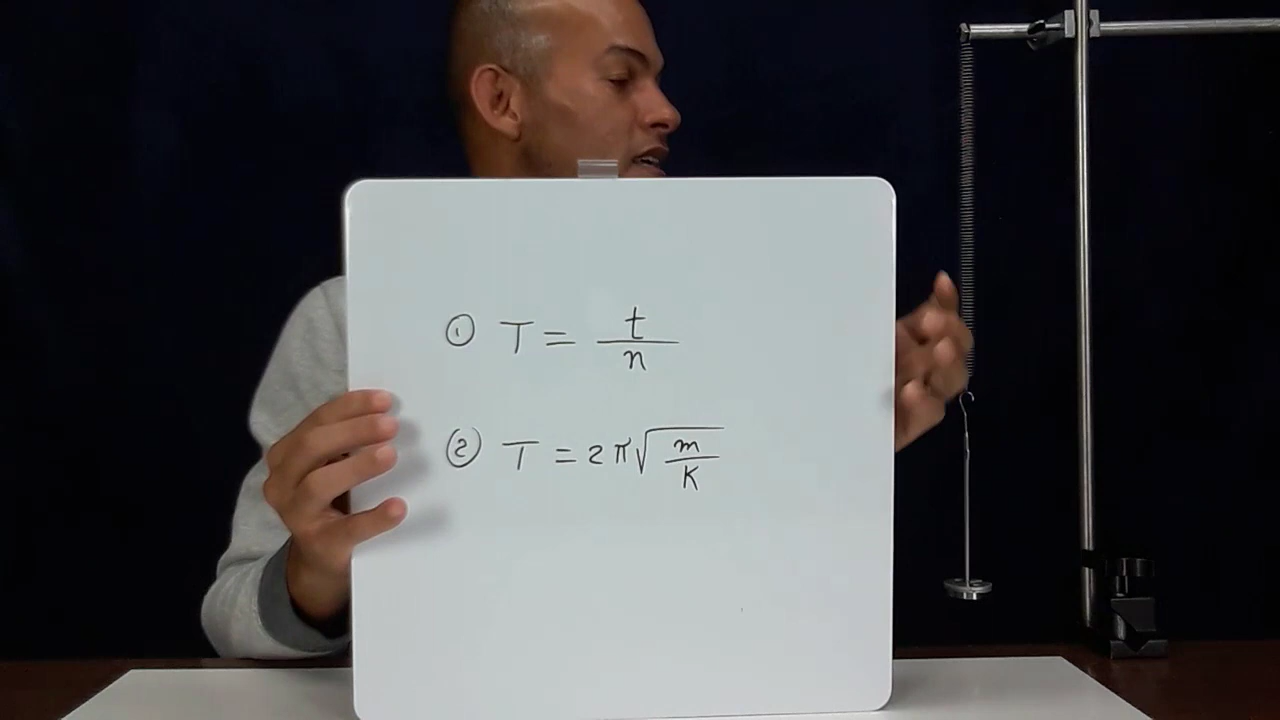 ① T = t/n
② T = 2π√(m/K)